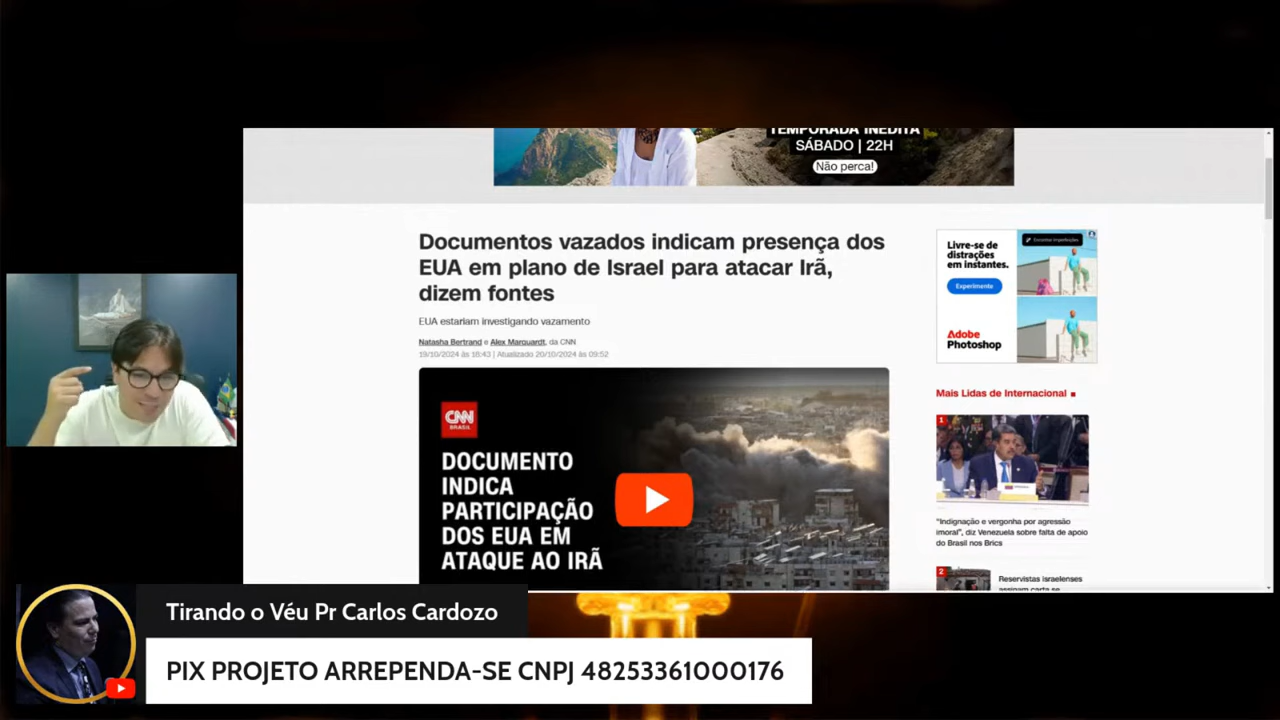 TEMPORADA INÉDITA
SÁBADO | 22H
Não perca!
Documentos vazados indicam presença dos
EUA em plano de Israel para atacar Irã,
dizem fontes
EUA estariam investigando vazamento
Natasha Bertrand e Alex Marquardt, da CNN
19/10/2024 às 18:43 | Atualizado 20/10/2024 às 09:52
CNN
BRASIL
DOCUMENTO
INDICA
PARTICIPAÇÃO
DOS EUA EM
ATAQUE AO IRÃ
Livre-se de
distrações
em instantes.
Experimente
Adobe
Photoshop
Mais Lidas de Internacional
1
"Indignação e vergonha por agressão
imoral", diz Venezuela sobre falta de apoio
do Brasil nos Brics
2
Reservistas israelenses
assinam carta se
Tirando o Véu Pr Carlos Cardozo
PIX PROJETO ARREPENDA-SE CNPJ 48253361000176